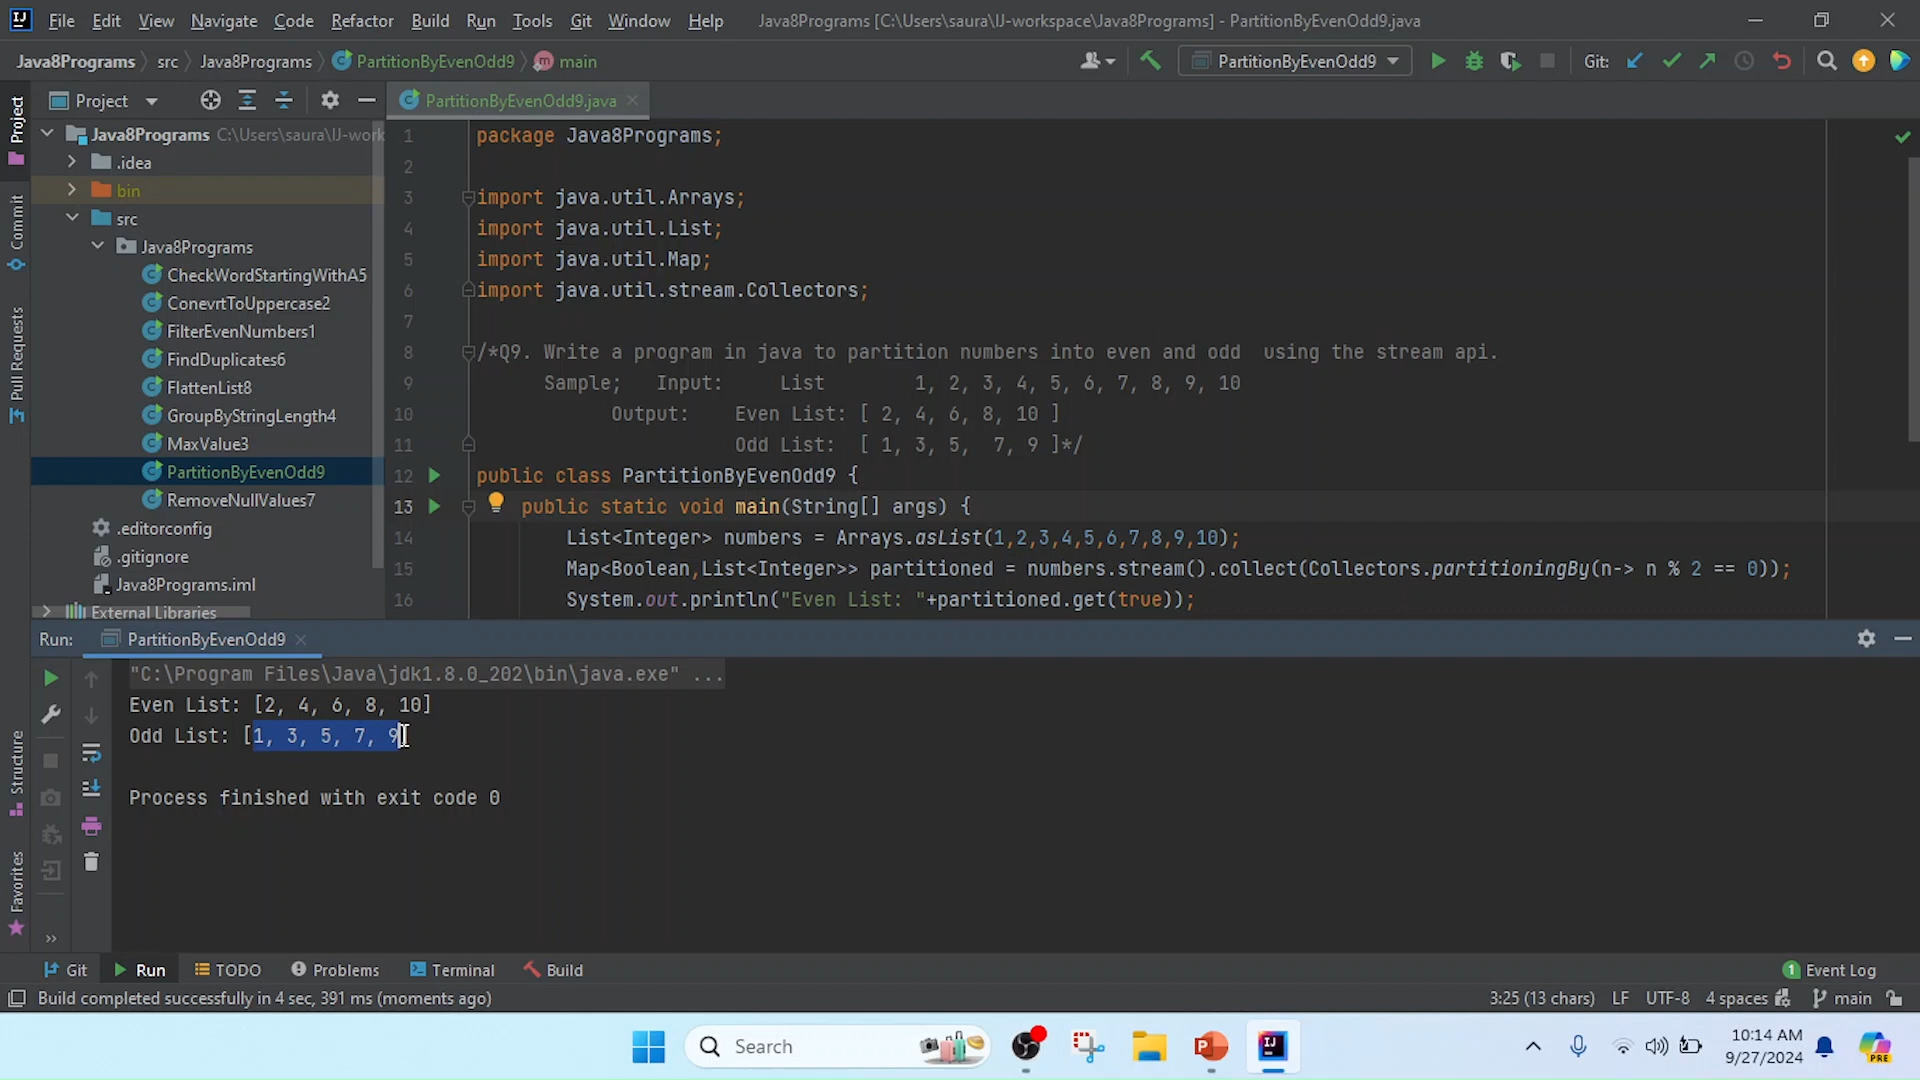 File Edit View Navigate Code Refactor Build Run Tools Git Window Help Java8Programs [C:\Users\saura\IJ-workspace\Java8Programs] - PartitionByEvenOdd9.java
Java8Programs src Java8Programs PartitionByEvenOdd9 main PartitionByEvenOdd9 Git:
Project
PartitionByEvenOdd9.java
Java8Programs C:\Users\saura\IJ-work
.idea
bin
src
Java8Programs
CheckWordStartingWithA5
ConevrtToUppercase2
FilterEvenNumbers1
FindDuplicates6
FlattenList8
GroupByStringLength4
MaxValue3
PartitionByEvenOdd9
RemoveNullValues7
.editorconfig
.gitignore
Java8Programs.iml
External Libraries
Project
Commit
Pull Requests
Structure
Favorites
1 package Java8Programs;
2
3 import java.util.Arrays;
4 import java.util.List;
5 import java.util.Map;
6 import java.util.stream.Collectors;
7
8 /*Q9. Write a program in java to partition numbers into even and odd  using the stream api.
9 Sample;   Input:     List        1, 2, 3, 4, 5, 6, 7, 8, 9, 10
10 Output:    Even List: [ 2, 4, 6, 8, 10 ]
11 Odd List:  [ 1, 3, 5,  7, 9 ]*/
12 public class PartitionByEvenOdd9 {
13 public static void main(String[] args) {
14 List<Integer> numbers = Arrays.asList(1,2,3,4,5,6,7,8,9,10);
15 Map<Boolean,List<Integer>> partitioned = numbers.stream().collect(Collectors.partitioningBy(n-> n % 2 == 0));
16 System.out.println("Even List: "+partitioned.get(true));
Run: PartitionByEvenOdd9
"C:\Program Files\Java\jdk1.8.0_202\bin\java.exe" ...
Even List: [2, 4, 6, 8, 10]
Odd List: [1, 3, 5, 7, 9]
Process finished with exit code 0
Git Run TODO Problems Terminal Build 1 Event Log
Build completed successfully in 4 sec, 391 ms (moments ago) 3:25 (13 chars) LF UTF-8 4 spaces main
Search
10:14 AM
9/27/2024
PRE